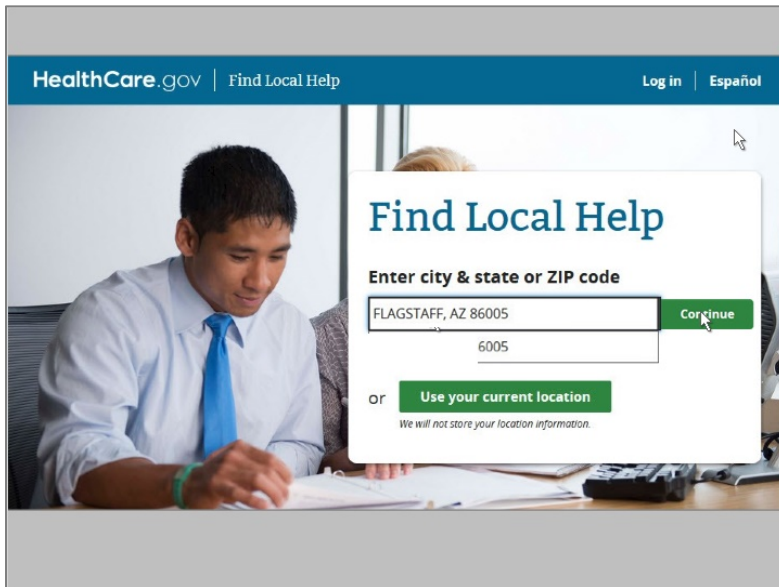 HealthCare.gov | Find Local Help
Log in | Español
Find Local Help
Enter city & state or ZIP code
FLAGSTAFF, AZ 86005
Continue
6005
or Use your current location
We will not store your location information.